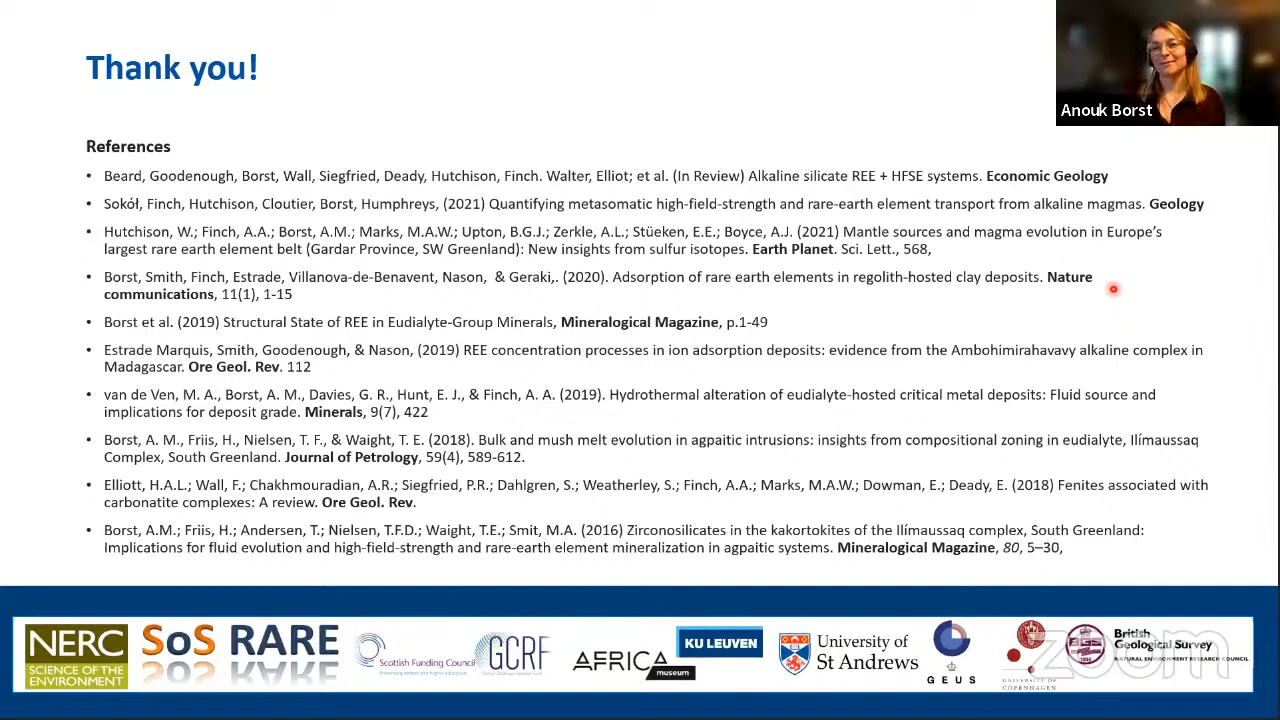 Thank you!
Anouk Borst
References
• Beard, Goodenough, Borst, Wall, Siegfried, Deady, Hutchison, Finch. Walter, Elliot; et al. (In Review) Alkaline silicate REE + HFSE systems. Economic Geology
• Sokół, Finch, Hutchison, Cloutier, Borst, Humphreys, (2021) Quantifying metasomatic high-field-strength and rare-earth element transport from alkaline magmas. Geology
• Hutchison, W.; Finch, A.A.; Borst, A.M.; Marks, M.A.W.; Upton, B.G.J.; Zerkle, A.L.; Stüeken, E.E.; Boyce, A.J. (2021) Mantle sources and magma evolution in Europe's
largest rare earth element belt (Gardar Province, SW Greenland): New insights from sulfur isotopes. Earth Planet. Sci. Lett., 568,
• Borst, Smith, Finch, Estrade, Villanova-de-Benavent, Nason, & Geraki,. (2020). Adsorption of rare earth elements in regolith-hosted clay deposits. Nature
communications, 11(1), 1-15
• Borst et al. (2019) Structural State of REE in Eudialyte-Group Minerals, Mineralogical Magazine, p.1-49
• Estrade Marquis, Smith, Goodenough, & Nason, (2019) REE concentration processes in ion adsorption deposits: evidence from the Ambohimirahavavy alkaline complex in
Madagascar. Ore Geol. Rev. 112
• van de Ven, M. A., Borst, A. M., Davies, G. R., Hunt, E. J., & Finch, A. A. (2019). Hydrothermal alteration of eudialyte-hosted critical metal deposits: Fluid source and
implications for deposit grade. Minerals, 9(7), 422
• Borst, A. M., Friis, H., Nielsen, T. F., & Waight, T. E. (2018). Bulk and mush melt evolution in agpaitic intrusions: insights from compositional zoning in eudialyte, Ilímaussaq
Complex, South Greenland. Journal of Petrology, 59(4), 589-612.
• Elliott, H.A.L.; Wall, F.; Chakhmouradian, A.R.; Siegfried, P.R.; Dahlgren, S.; Weatherley, S.; Finch, A.A.; Marks, M.A.W.; Dowman, E.; Deady, E. (2018) Fenites associated with
carbonatite complexes: A review. Ore Geol. Rev.
• Borst, A.M.; Friis, H.; Andersen, T.; Nielsen, T.F.D.; Waight, T.E.; Smit, M.A. (2016) Zirconosilicates in the kakortokites of the Ilímaussaq complex, South Greenland:
Implications for fluid evolution and high-field-strength and rare-earth element mineralization in agpaitic systems. Mineralogical Magazine, 80, 5–30,
NERC
SCIENCE OF THE
ENVIRONMENT
SoS RARE
Scottish Funding Council
GCRF
AFRICA
museum
KU LEUVEN
University of
St Andrews
GEUS
UNIVERSITY OF
COPENHAGEN
BGS
British
Geological Survey
NATURAL ENVIRONMENT RESEARCH COUNCIL
zoom